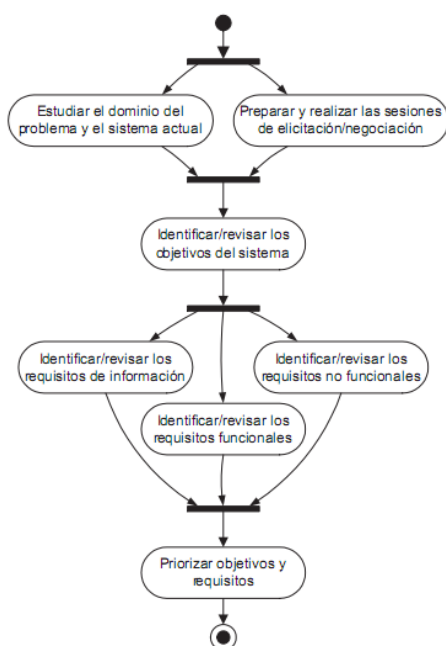 Estudiar el dominio del
problema y el sistema actual
Preparar y realizar las sesiones
de elicitación/negociación
Identificar/revisar los
objetivos del sistema
Identificar/revisar los
requisitos de información
Identificar/revisar los
requisitos no funcionales
Identificar/revisar los
requisitos funcionales
Priorizar objetivos y
requisitos